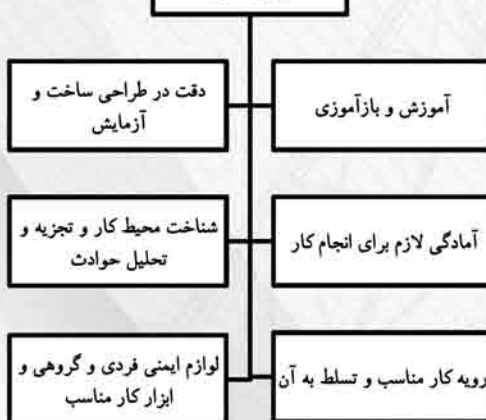 آموزش و بازآموزی
دقت در طراحی ساخت و
آزمایش
آمادگی لازم برای انجام کار
شناخت محیط کار و تجزیه و
تحلیل حوادث
رویه کار مناسب و تسلط به آن
لوازم ایمنی فردی و گروهی و
ابزار کار مناسب